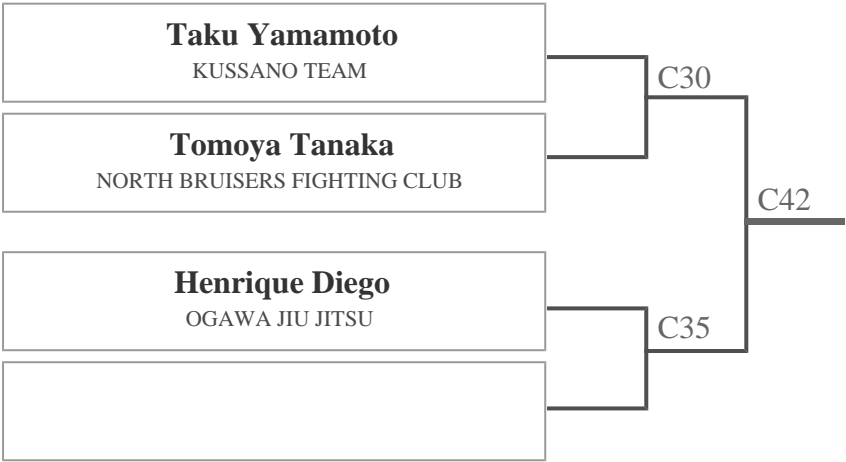 Taku Yamamoto
KUSSANO TEAM
C30
Tomoya Tanaka
NORTH BRUISERS FIGHTING CLUB
C42
Henrique Diego
OGAWA JIU JITSU
C35